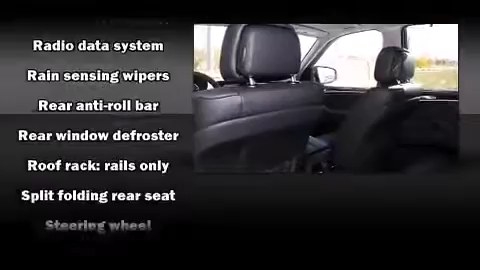 Radio data system
Rain sensing wipers
Rear anti-roll bar
Rear window defroster
Roof rack: rails only
Split folding rear seat
Steering wheel